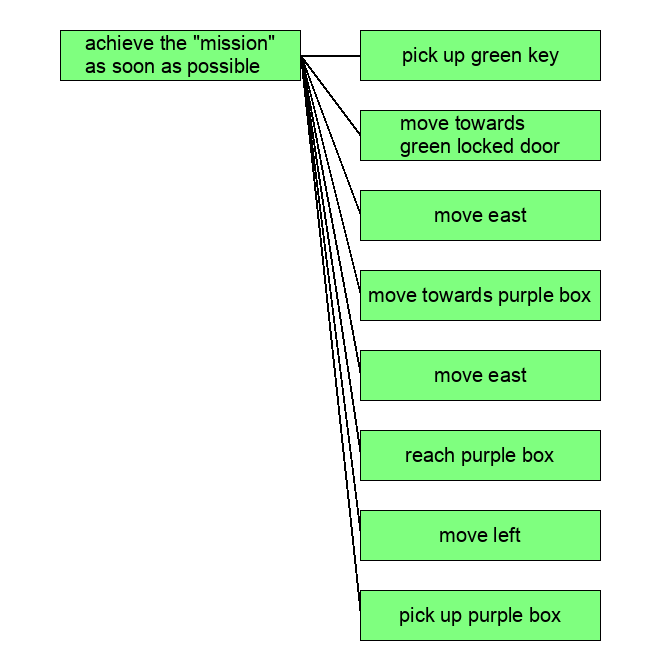 achieve the "mission"
as soon as possible
pick up green key
move towards
green locked door
move east
move towards purple box
move east
reach purple box
move left
pick up purple box